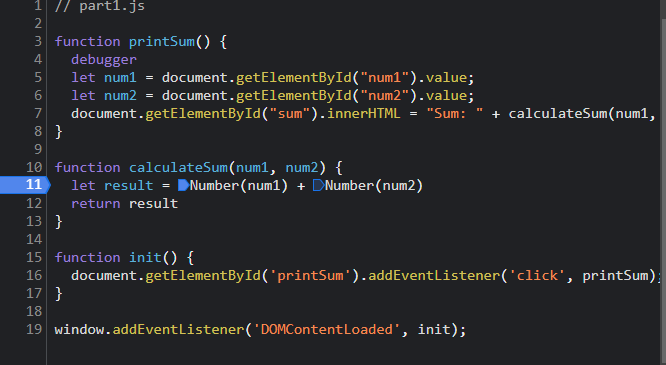 1 // part1.js
2
3 function printSum() {
4 debugger
5 let num1 = document.getElementById("num1").value;
6 let num2 = document.getElementById("num2").value;
7 document.getElementById("sum").innerHTML = "Sum: " + calculateSum(num1,
8 }
9
10 function calculateSum(num1, num2) {
11 let result = Number(num1) + Number(num2)
12 return result
13 }
14
15 function init() {
16 document.getElementById('printSum').addEventListener('click', printSum);
17 }
18
19 window.addEventListener('DOMContentLoaded', init);